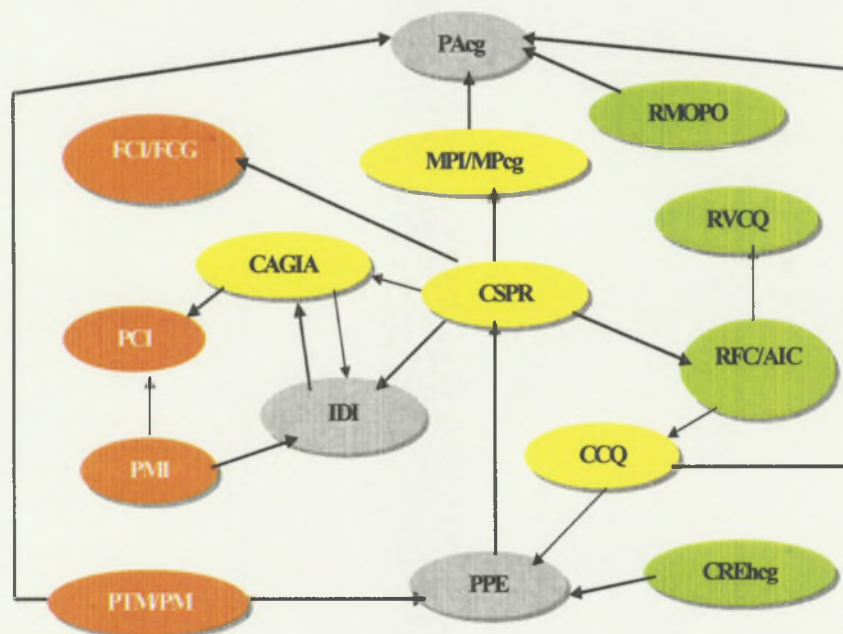 PAcg
RMOPO
FCI/FCG
MPI/MPcg
RVCQ
CAGIA
CSPR
PCI
RFC/AIC
IDI
CCQ
PMI
PTM/PM
PPE
CREhcg